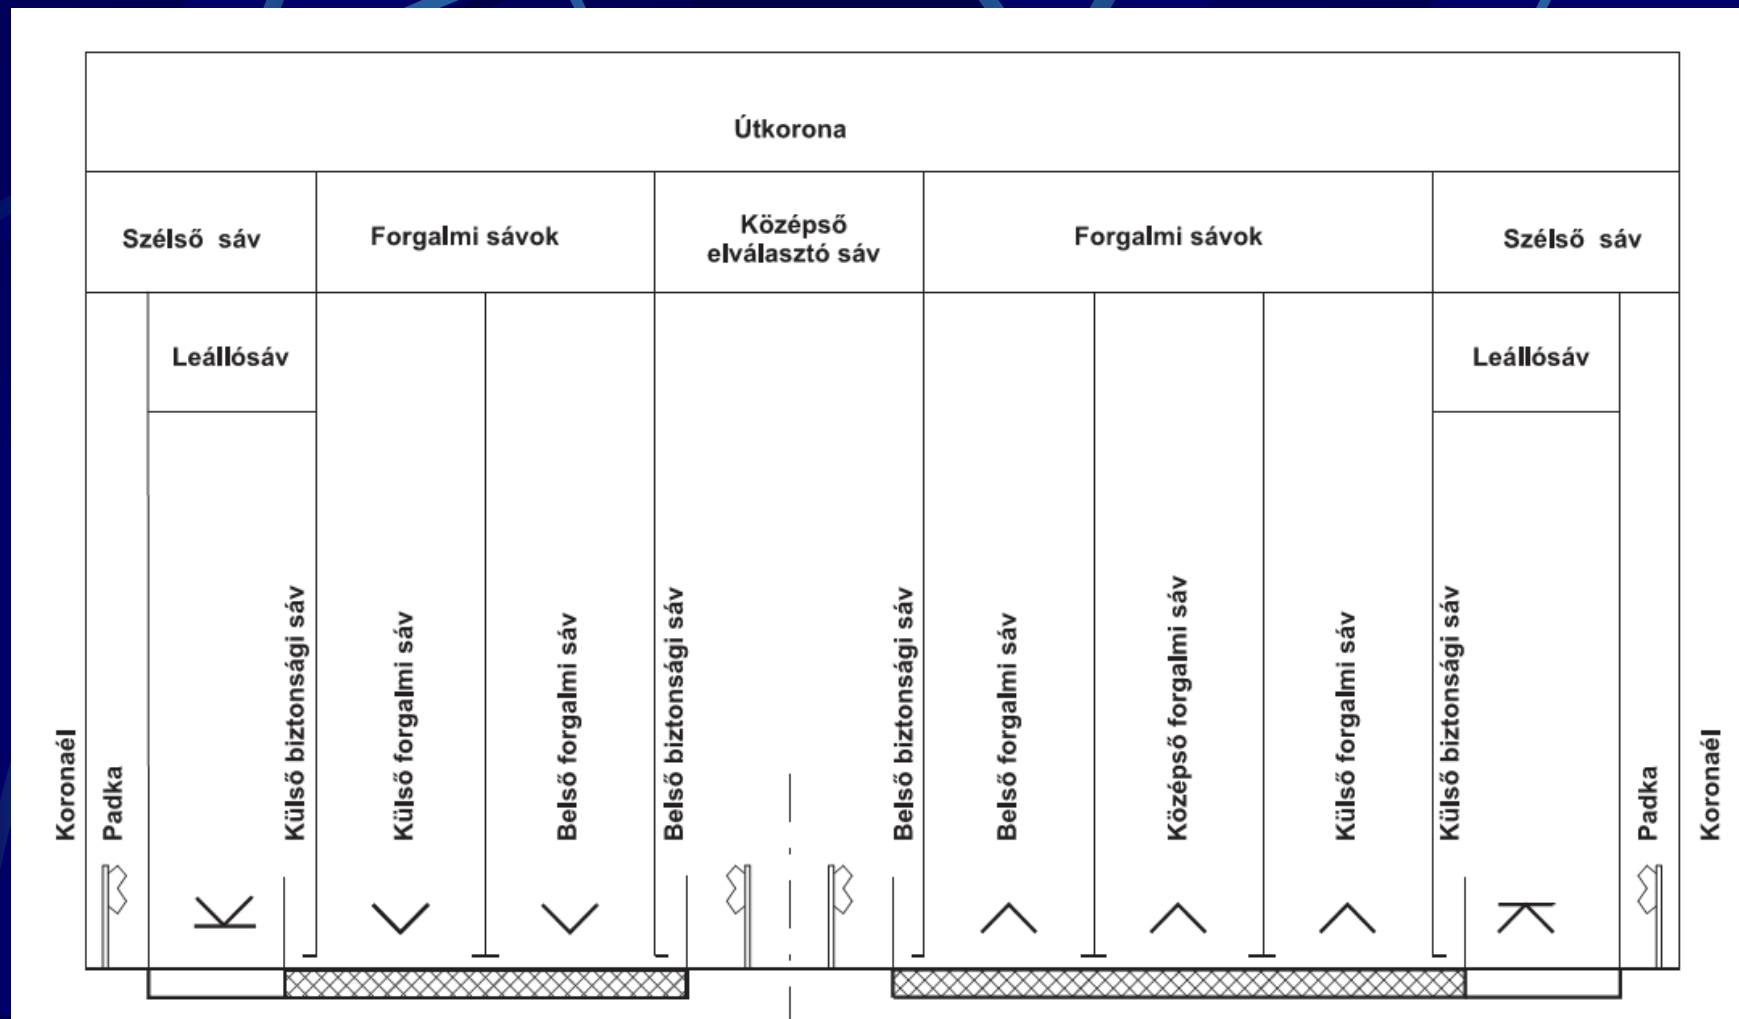 Útkorona
Szélső sáv
Forgalmi sávok
Középső
elválasztó sáv
Forgalmi sávok
Szélső sáv
Leállósáv
Leállósáv
Koronaél
Padka
Külső biztonsági sáv
Külső forgalmi sáv
Belső forgalmi sáv
Belső biztonsági sáv
Belső biztonsági sáv
Belső forgalmi sáv
Középső forgalmi sáv
Külső forgalmi sáv
Külső biztonsági sáv
Padka
Koronaél